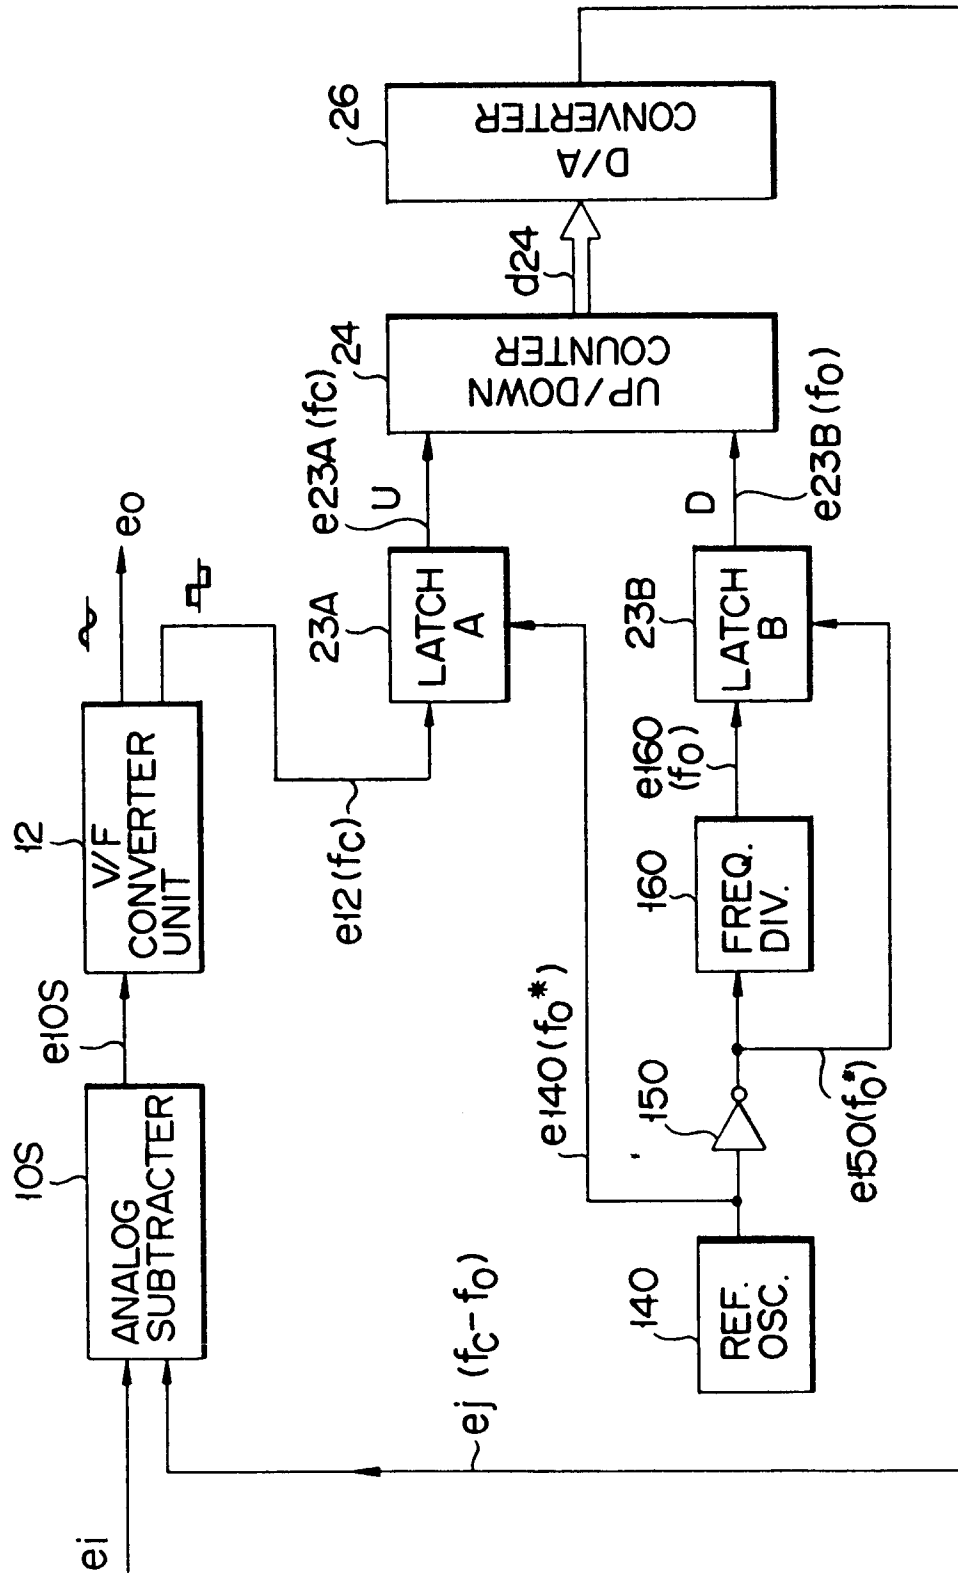 ei
10S
ANALOG
SUBTRACTER
e10S
12
V/F
CONVERTER
UNIT
eo
e12(fc)
ej (fc-fo)
23A
LATCH
A
e23A(fc)
U
24
UP/DOWN
COUNTER
d24
26
D/A
CONVERTER
e140(fo*)
140
REF.
OSC.
150
e150(fo*)
160
FREQ.
DIV.
e160
(fo)
23B
LATCH
B
D
e23B(fo)